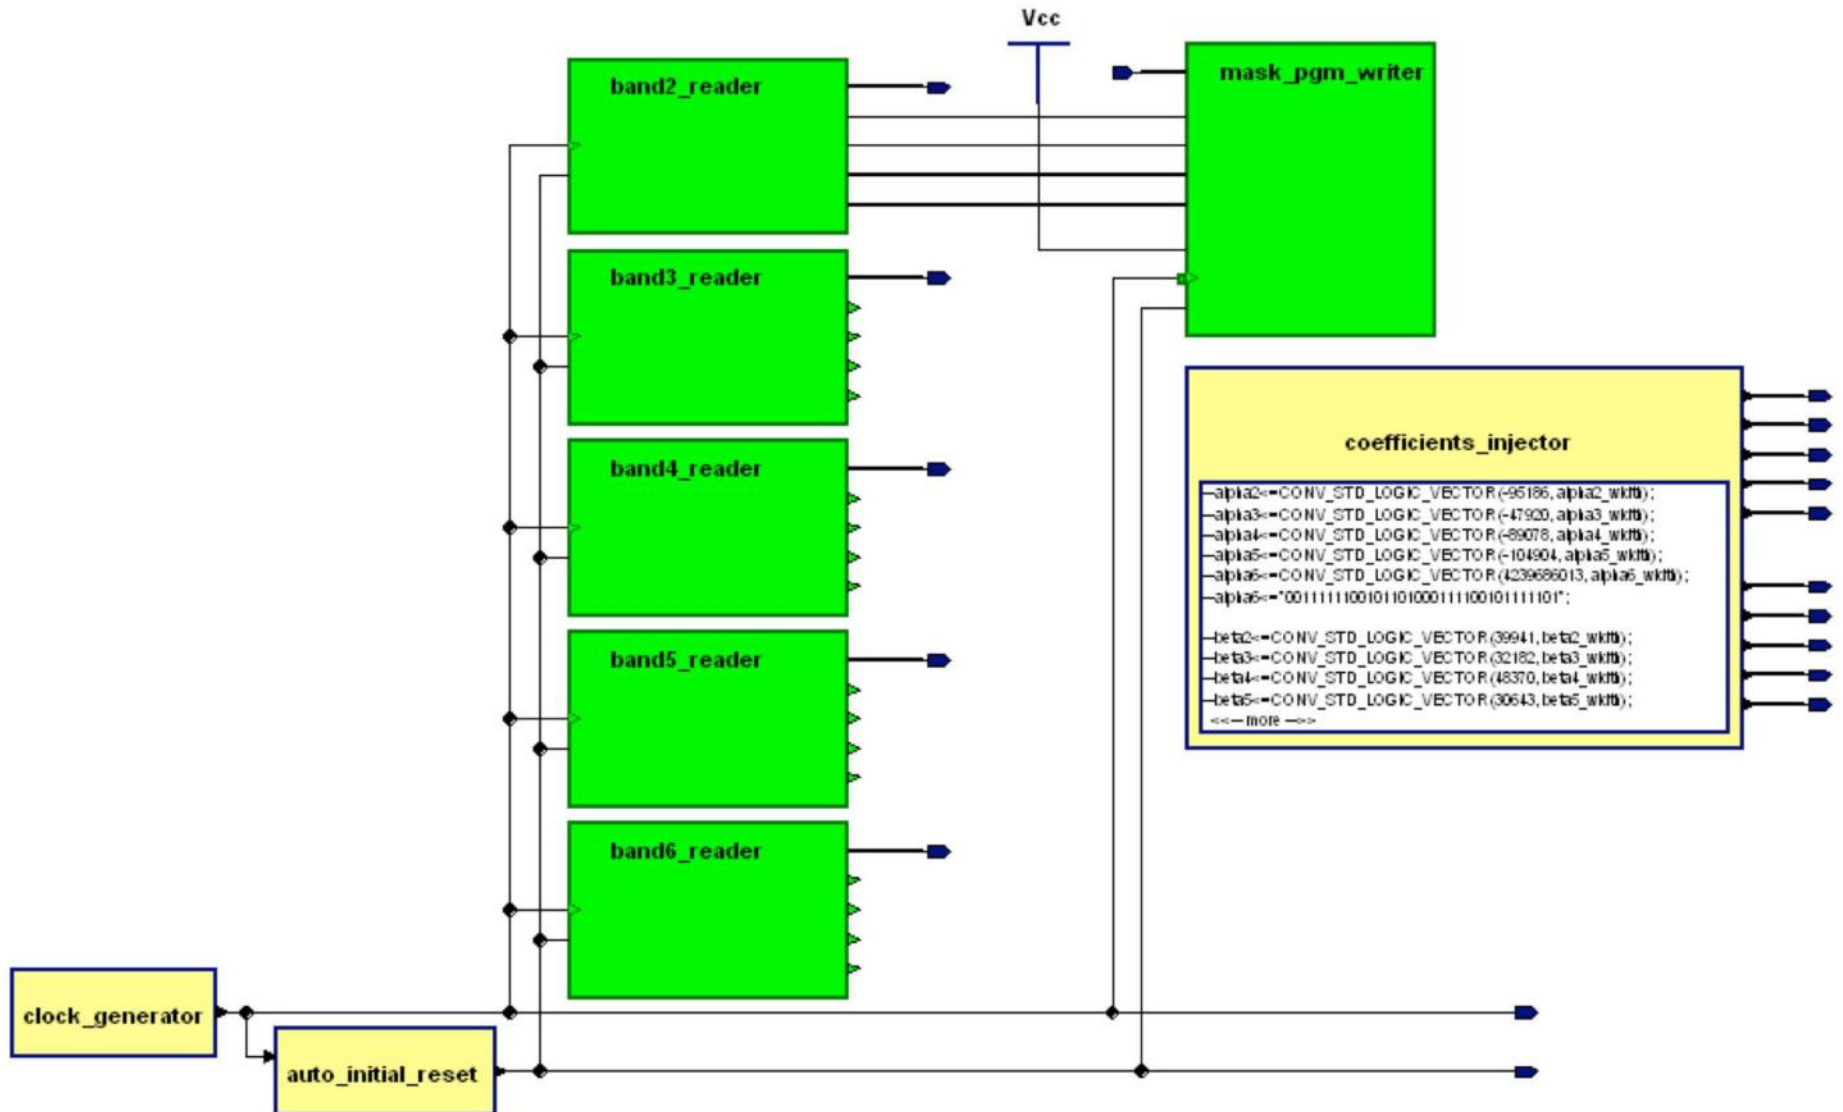 Vcc
band2_reader
mask_pgm_writer
band3_reader
band4_reader
band5_reader
band6_reader
coefficients_injector
--alpha2<=CONV_STD_LOGIC_VECTOR(-95186, alpha2_width);
--alpha3<=CONV_STD_LOGIC_VECTOR(-47920, alpha3_width);
--alpha4<=CONV_STD_LOGIC_VECTOR(-89078, alpha4_width);
--alpha5<=CONV_STD_LOGIC_VECTOR(-104904, alpha5_width);
--alpha6<=CONV_STD_LOGIC_VECTOR(4239686013, alpha6_width);
--beta2<=CONV_STD_LOGIC_VECTOR(39941, beta2_width);
--beta3<=CONV_STD_LOGIC_VECTOR(32182, beta3_width);
--beta4<=CONV_STD_LOGIC_VECTOR(48370, beta4_width);
--beta5<=CONV_STD_LOGIC_VECTOR(30643, beta5_width);
<<-- more -->>
clock_generator
auto_initial_reset